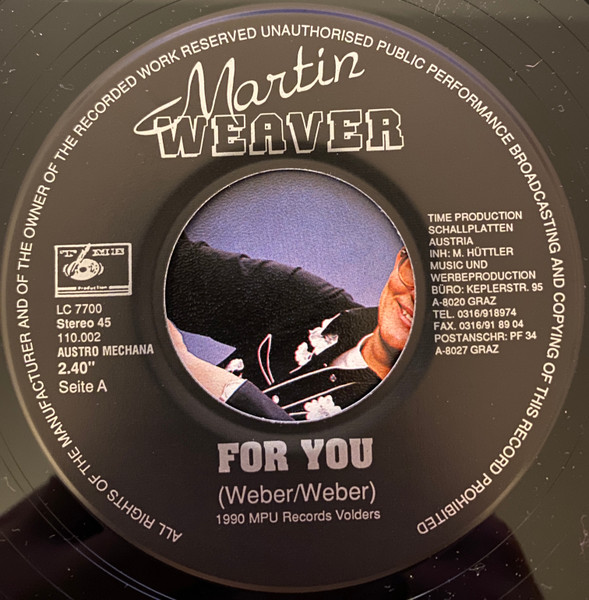 ALL RIGHTS OF THE MANUFACTURER AND OF THE OWNER OF THE RECORDED WORK RESERVED UNAUTHORISED PUBLIC PERFORMANCE BROADCASTING AND COPYING OF THIS RECORD PROHIBITED
Martin
WEAVER
TIME
Production
LC 7700
Stereo 45
110.002
AUSTRO MECHANA
2.40"
Seite A
TIME PRODUCTION
SCHALLPLATTEN
AUSTRIA
INH: M. HÜTTLER
MUSIC UND
WERBEPRODUCTION
BÜRO: KEPLERSTR. 95
A-8020 GRAZ
TEL. 0316/918974
FAX. 0316/91 89 04
POSTANSCHR: PF 34
A-8027 GRAZ
FOR YOU
(Weber/Weber)
1990 MPU Records Volders